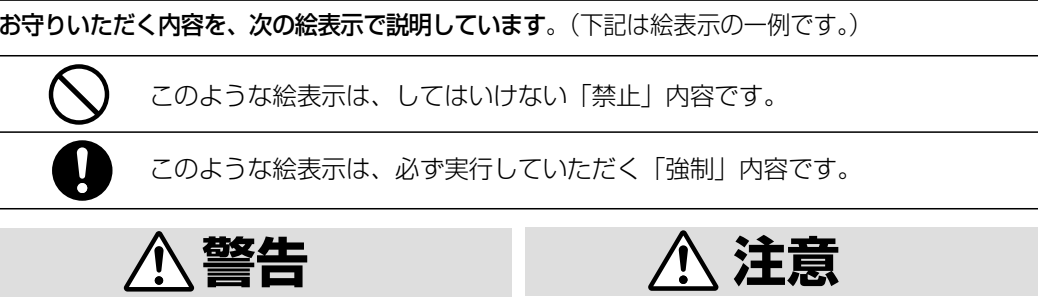 お守りいただく内容を、次の絵表示で説明しています。（下記は絵表示の一例です。）
このような絵表示は、してはいけない「禁止」内容です。
このような絵表示は、必ず実行していただく「強制」内容です。
警告
注意